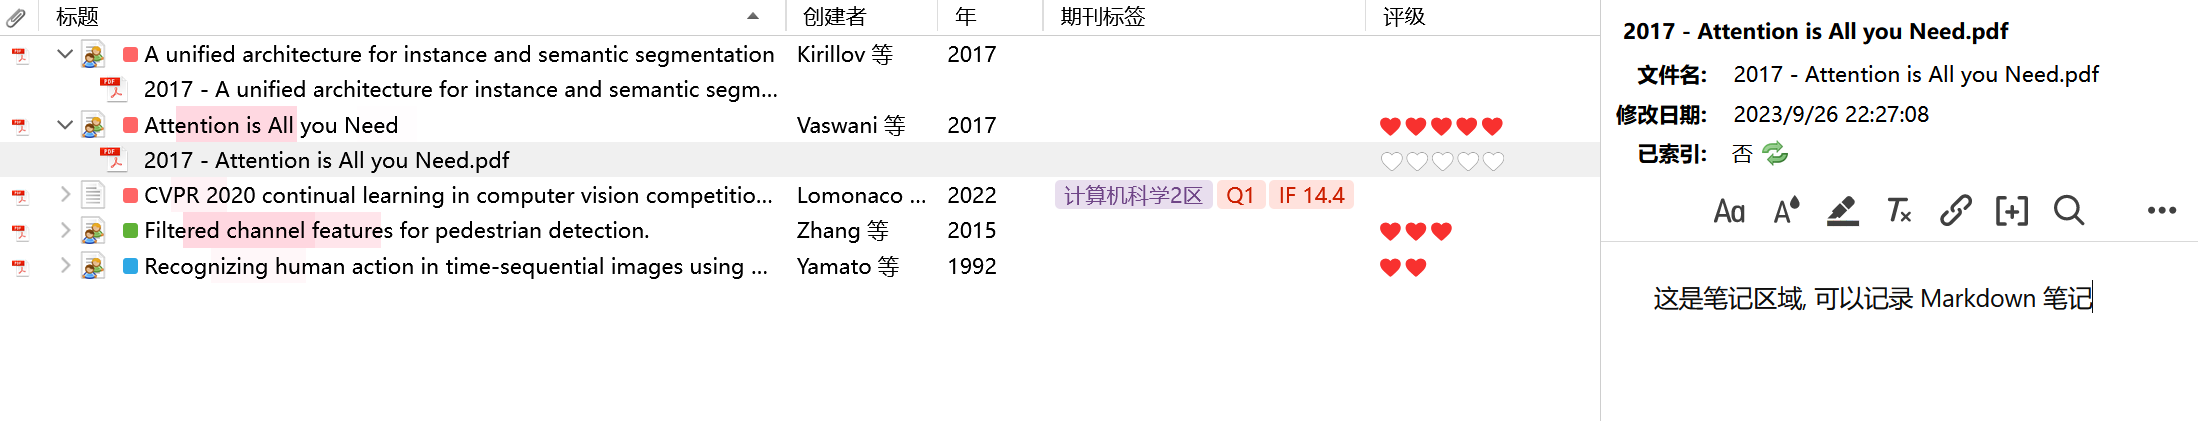 标题 创建者 年 期刊标签 评级
A unified architecture for instance and semantic segmentation Kirillov 等 2017
2017 - A unified architecture for instance and semantic segm...
Attention is All you Need Vaswani 等 2017
2017 - Attention is All you Need.pdf
CVPR 2020 continual learning in computer vision competitio... Lomonaco ... 2022 计算机科学2区 Q1 IF 14.4
Filtered channel features for pedestrian detection. Zhang 等 2015
Recognizing human action in time-sequential images using ... Yamato 等 1992
2017 - Attention is All you Need.pdf
文件名: 2017 - Attention is All you Need.pdf
修改日期: 2023/9/26 22:27:08
已索引: 否
这是笔记区域, 可以记录 Markdown 笔记